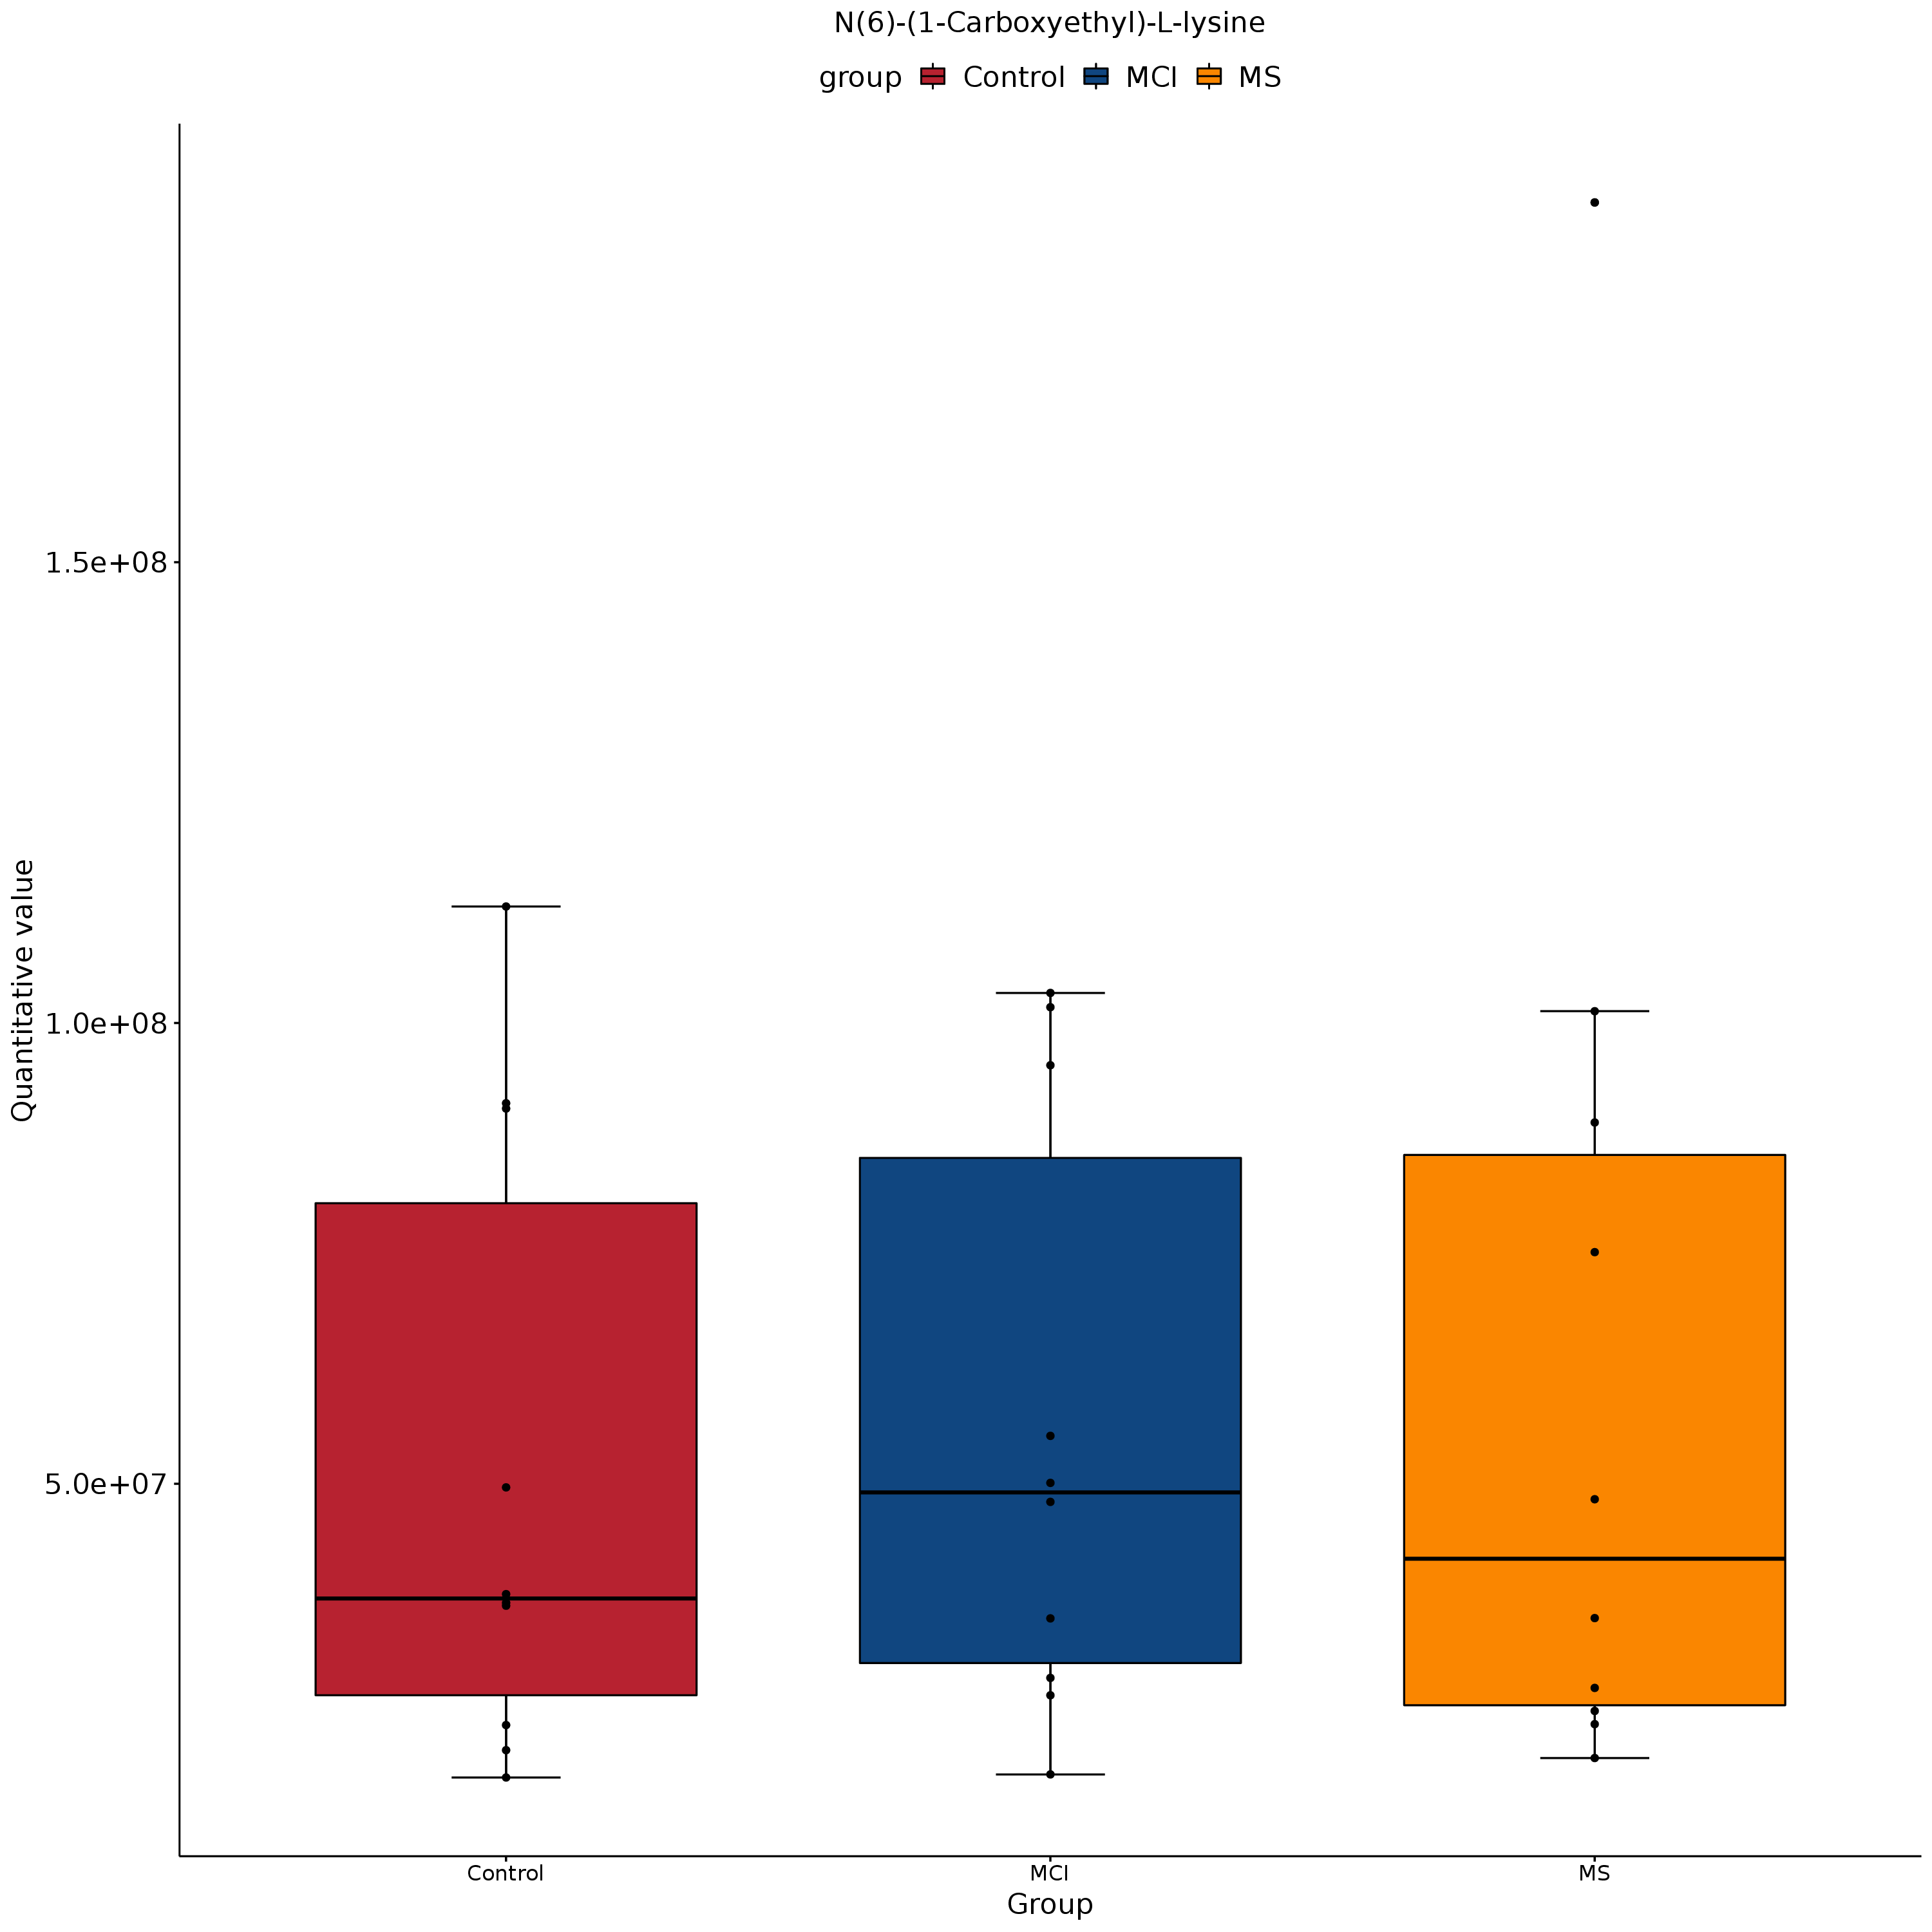 N(6)-(1-Carboxyethyl)-L-lysine
group Control MCI MS
Quantitative value
1.5e+08
1.0e+08
5.0e+07
Control MCI MS
Group